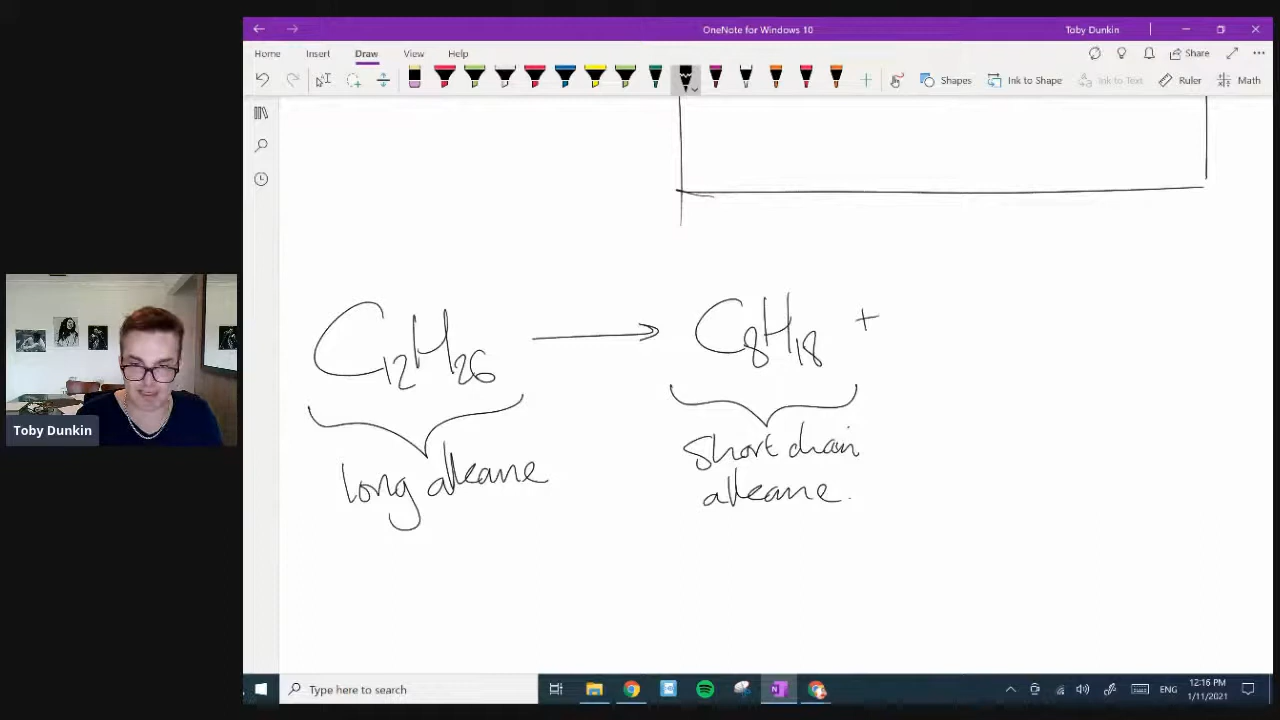 OneNote for Windows 10
Toby Dunkin
Home Insert Draw View Help
Share
Shapes Ink to Shape Ink to Text Ruler Math
C₁₂H₂₆ → C₈H₁₈ +
long alkane
short chain
alkane.
Toby Dunkin
Type here to search
ENG
12:16 PM
1/11/2021